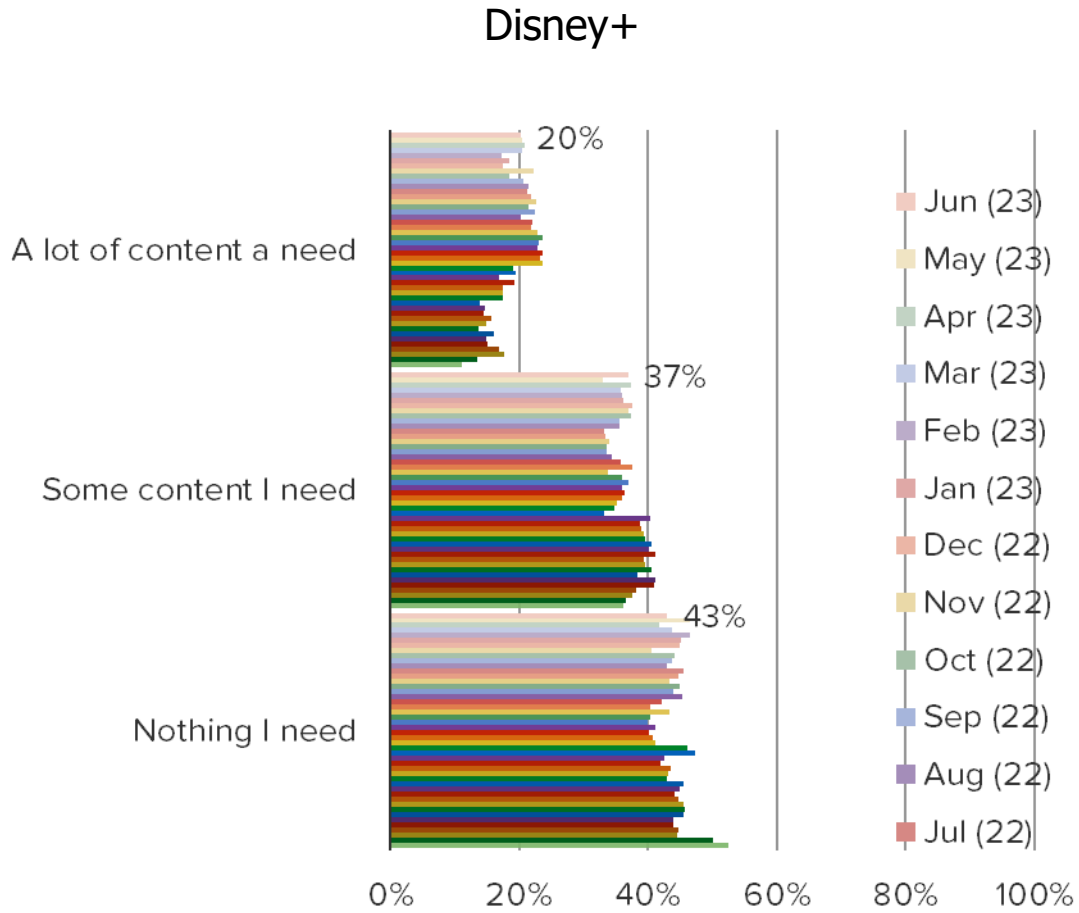 Disney+
20%
A lot of content a need
37%
Some content I need
43%
Nothing I need
Jun (23)
May (23)
Apr (23)
Mar (23)
Feb (23)
Jan (23)
Dec (22)
Nov (22)
Oct (22)
Sep (22)
Aug (22)
Jul (22)
0% 20% 40% 60% 80% 100%